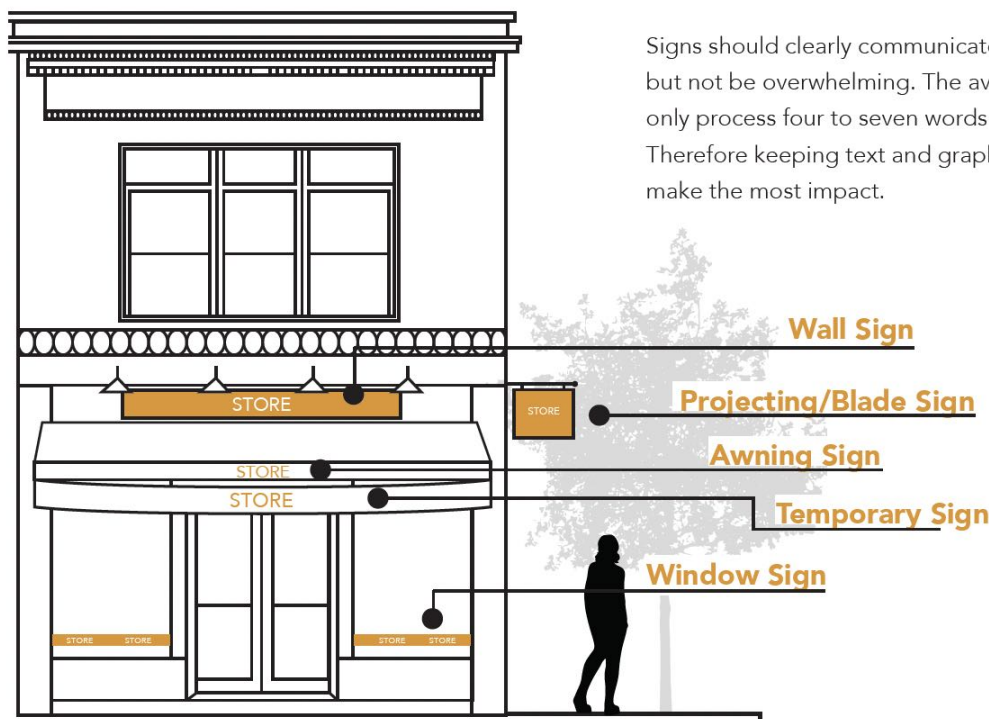 Signs should clearly communicate
but not be overwhelming. The av
only process four to seven words
Therefore keeping text and graph
make the most impact.
Wall Sign
STORE
STORE
Projecting/Blade Sign
Awning Sign
STORE
STORE
Temporary Sign
Window Sign
STORE STORE
STORE STORE